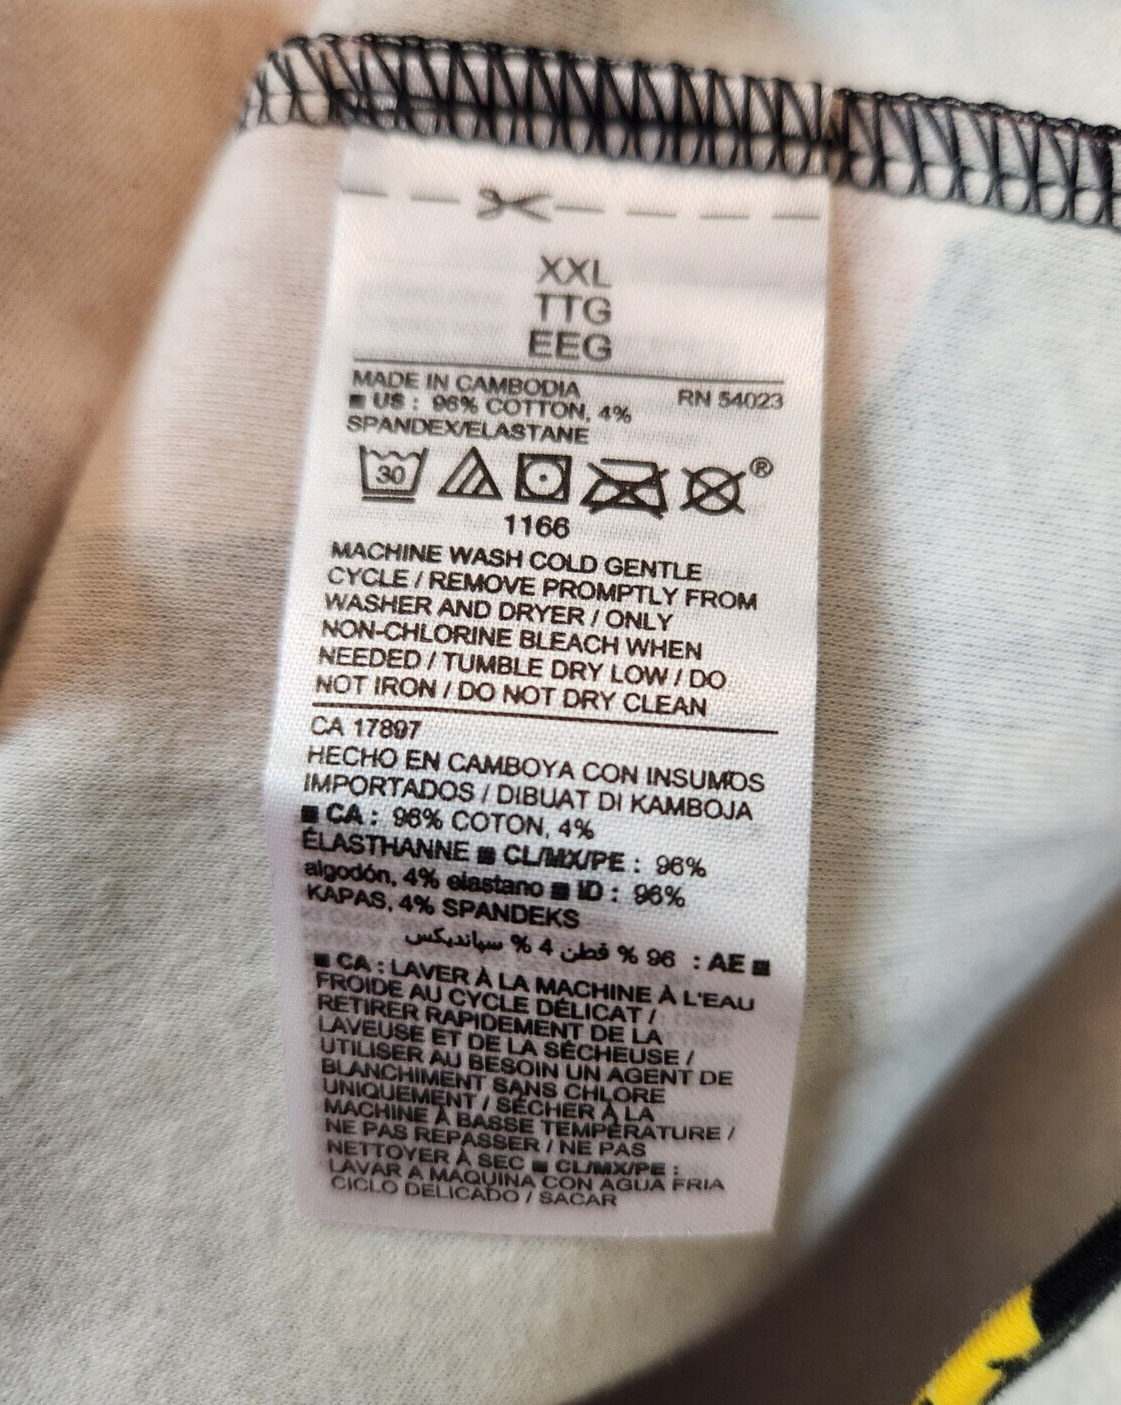 XXL
TTG
EEG
MADE IN CAMBODIA RN 54023
■ US : 96% COTTON, 4%
SPANDEX/ELASTANE
30 ®
1166
MACHINE WASH COLD GENTLE
CYCLE / REMOVE PROMPTLY FROM
WASHER AND DRYER / ONLY
NON-CHLORINE BLEACH WHEN
NEEDED / TUMBLE DRY LOW / DO
NOT IRON / DO NOT DRY CLEAN
CA 17897
HECHO EN CAMBOYA CON INSUMOS
IMPORTADOS / DIBUAT DI KAMBOJA
■ CA : 96% COTON, 4%
ÉLASTHANNE ■ CL/MX/PE : 96%
algodón, 4% elastano ■ ID : 96%
KAPAS, 4% SPANDEKS
■ AE : 96 % قطن 4 % سباندیکس
■ CA : LAVER À LA MACHINE À L'EAU
FROIDE AU CYCLE DÉLICAT /
RETIRER RAPIDEMENT DE LA
LAVEUSE ET DE LA SÉCHEUSE /
UTILISER AU BESOIN UN AGENT DE
BLANCHIMENT SANS CHLORE
UNIQUEMENT / SÉCHER À LA
MACHINE À BASSE TEMPÉRATURE /
NE PAS REPASSER / NE PAS
NETTOYER À SEC ■ CL/MX/PE :
LAVAR A MAQUINA CON AGUA FRIA
CICLO DELICADO / SACAR